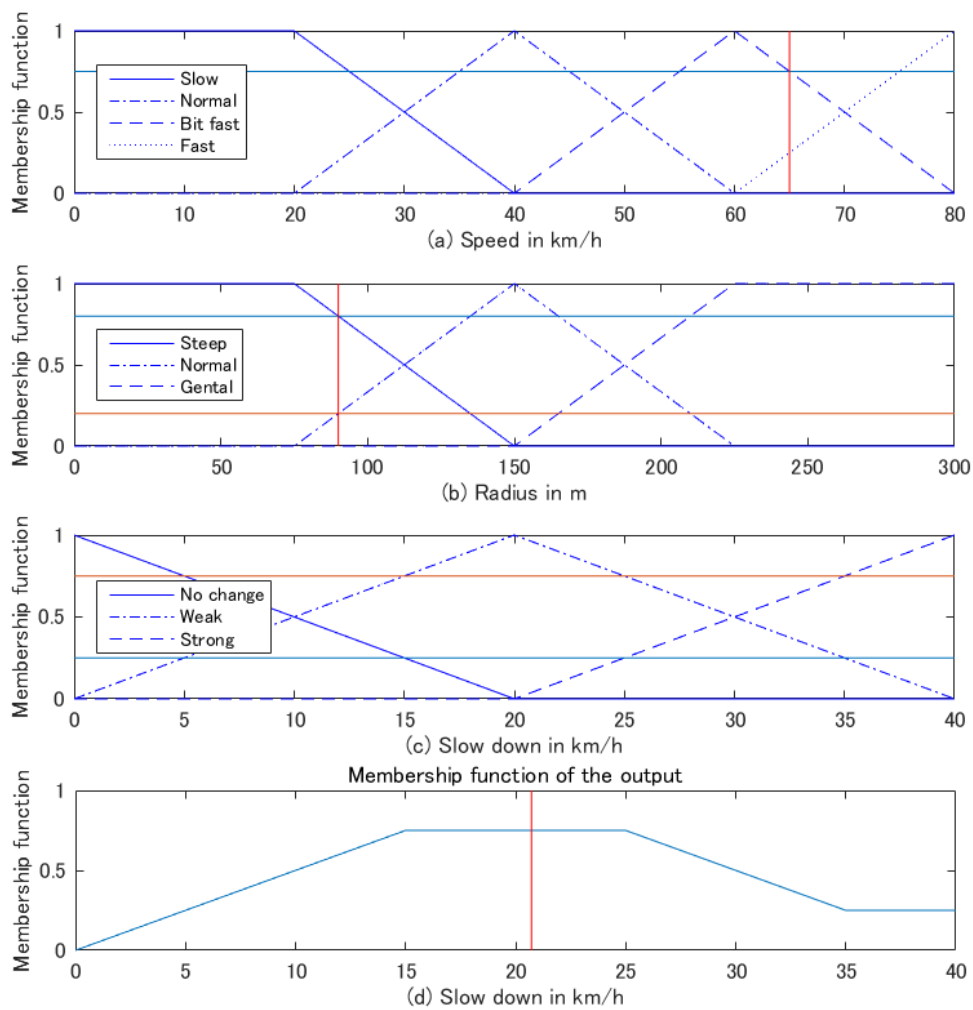 Membership function
1
0.5
0
Slow
Normal
Bit fast
Fast
0 10 20 30 40 50 60 70 80
(a) Speed in km/h
Membership function
1
0.5
0
Steep
Normal
Gental
0 50 100 150 200 250 300
(b) Radius in m
Membership function
1
0.5
0
No change
Weak
Strong
0 5 10 15 20 25 30 35 40
(c) Slow down in km/h
Membership function of the output
Membership function
1
0.5
0
0 5 10 15 20 25 30 35 40
(d) Slow down in km/h